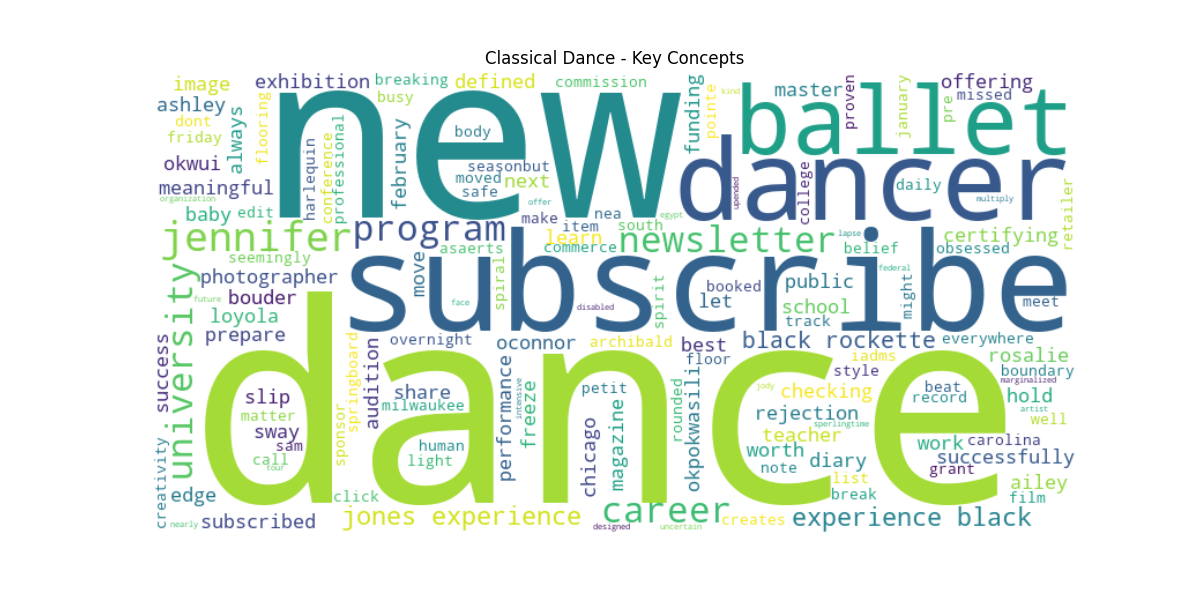 Classical Dance - Key Concepts
image
exhibition
breaking
defined
commission
funding
pointe
kind
master
proven
january
pre
offering
missed
ashley
dont
friday
always
flooring
busy
new
ballet
body
okwui
harlequin
conference
professional
february
seasonbut
moved
safe
next
dancer
upended
college
daily
multiply
retailer
meaningful
organization
baby
edit
offer
make
nea
item
south
egypt
jennifer
program
learn
newsletter
lapse
certifying
seemingly
asaerts
commerce
belief
obsessed
photographer
move
spiral
subscribe
federal
university
future
bouder
face
disabled
spirit
booked
let
public
school
track
might
meet
loyola
prepare
overnight
oconnor
archibald
best
black rockette
everywhere
success
springboard
audition
floor
style
iadms
rosalie
boundary
marginalized
slip
share
performance
intensive
freeze
petit
rounded
okpokwasili
jody
checking
beat
record
hold
artist
matter
milwaukee
dance
rejection
sperlingtime
well
sway
sam
sponsor
human
light
chicago
magazine
teacher
worth
note
diary
work
carolina
successfully
call
tour
grant
creativity
edge
click
list
break
ailey
film
nearly
subscribed
jones experience
career
designed
uncertain
creates
experience black